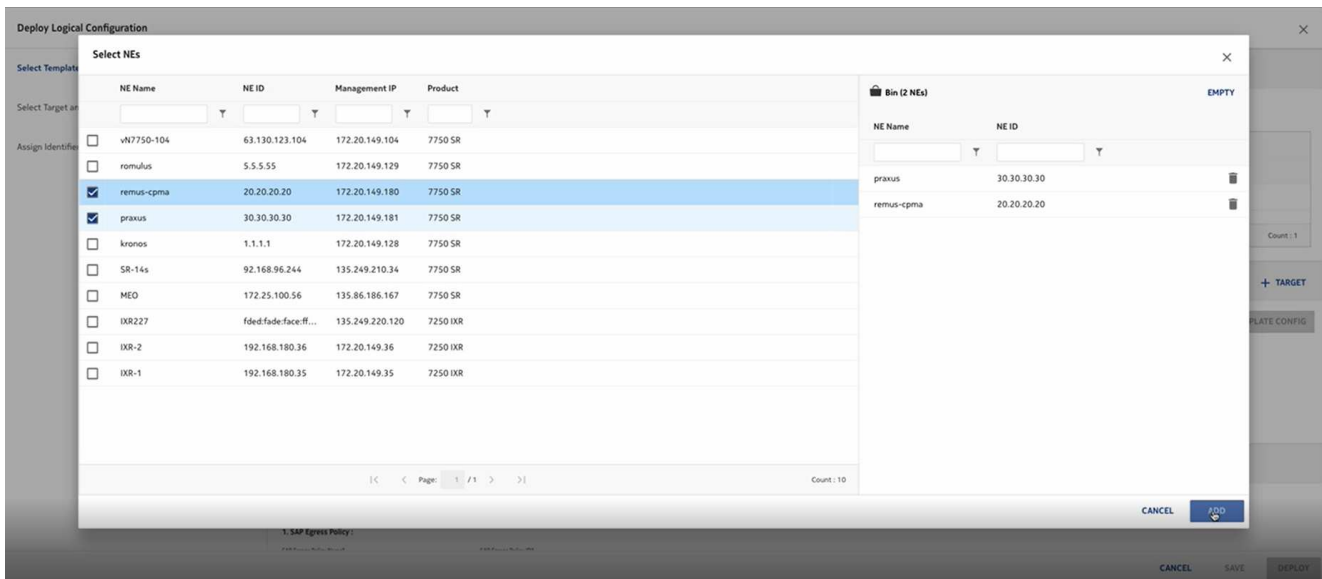 Deploy Logical Configuration
Select NEs
Select Template
Select Target an
Assign Identifie
NE Name NE ID Management IP Product
vN7750-104 63.130.123.104 172.20.149.104 7750 SR
romulus 5.5.5.55 172.20.149.129 7750 SR
remus-cpma 20.20.20.20 172.20.149.180 7750 SR
praxus 30.30.30.30 172.20.149.181 7750 SR
kronos 1.1.1.1 172.20.149.128 7750 SR
SR-14s 92.168.96.244 135.249.210.34 7750 SR
MEO 172.25.100.56 135.86.186.167 7750 SR
IXR227 fded:fade:face:ff... 135.249.220.120 7250 IXR
IXR-2 192.168.180.36 172.20.149.36 7250 IXR
IXR-1 192.168.180.35 172.20.149.35 7250 IXR
Page: 1 / 1 Count : 10
Bin (2 NEs) EMPTY
NE Name NE ID
praxus 30.30.30.30
remus-cpma 20.20.20.20
CANCEL ADD
Count : 1
+ TARGET
PLATE CONFIG
1. SAP Egress Policy :
CANCEL SAVE DEPLOY